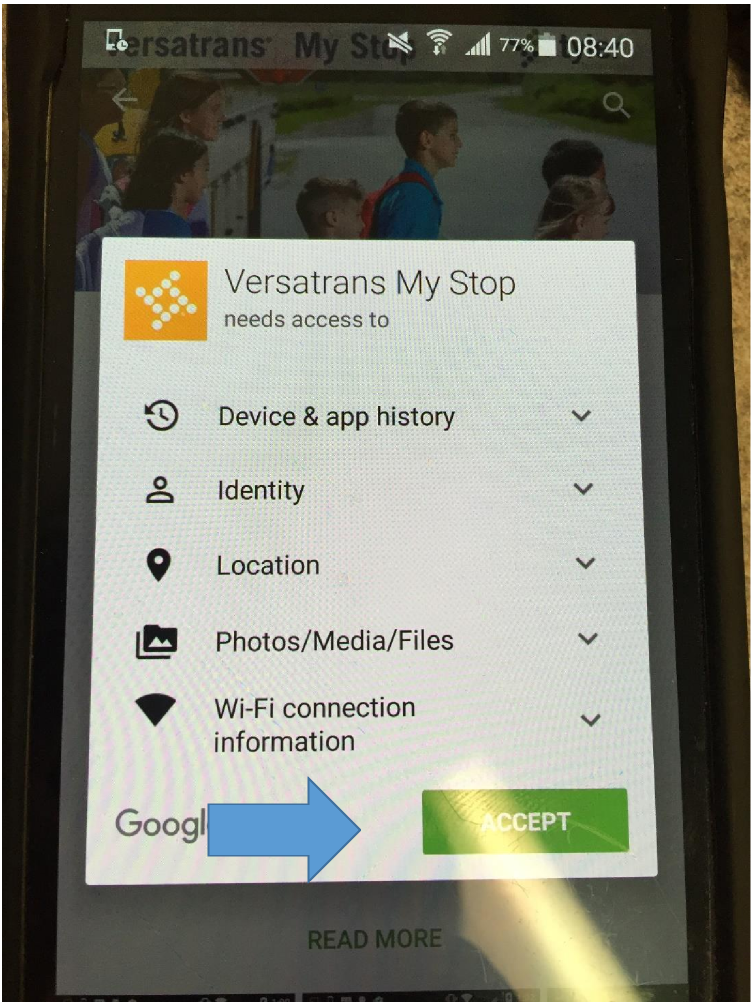 Versatrans My Stop
77% 08:40
Versatrans My Stop
needs access to
Device & app history
Identity
Location
Photos/Media/Files
Wi-Fi connection
information
Googl
ACCEPT
READ MORE